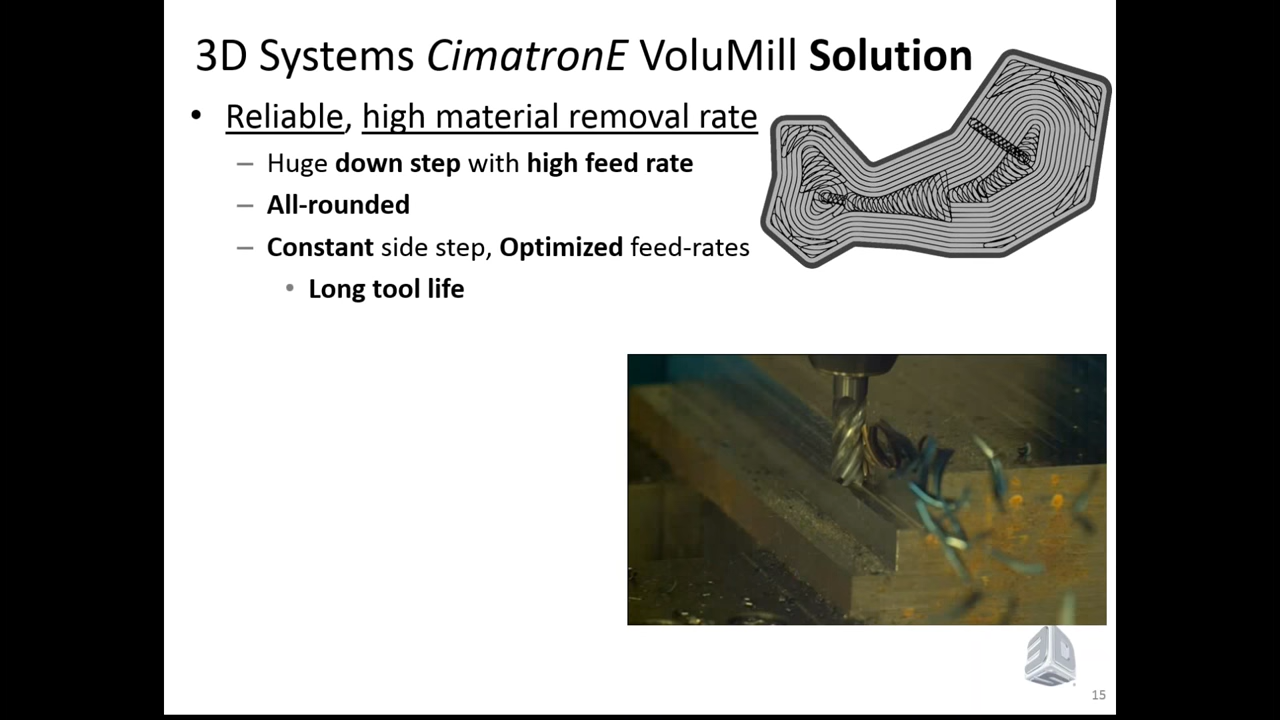 3D Systems CimatronE VoluMill Solution
• Reliable, high material removal rate
– Huge down step with high feed rate
– All-rounded
– Constant side step, Optimized feed-rates
• Long tool life
3D
15